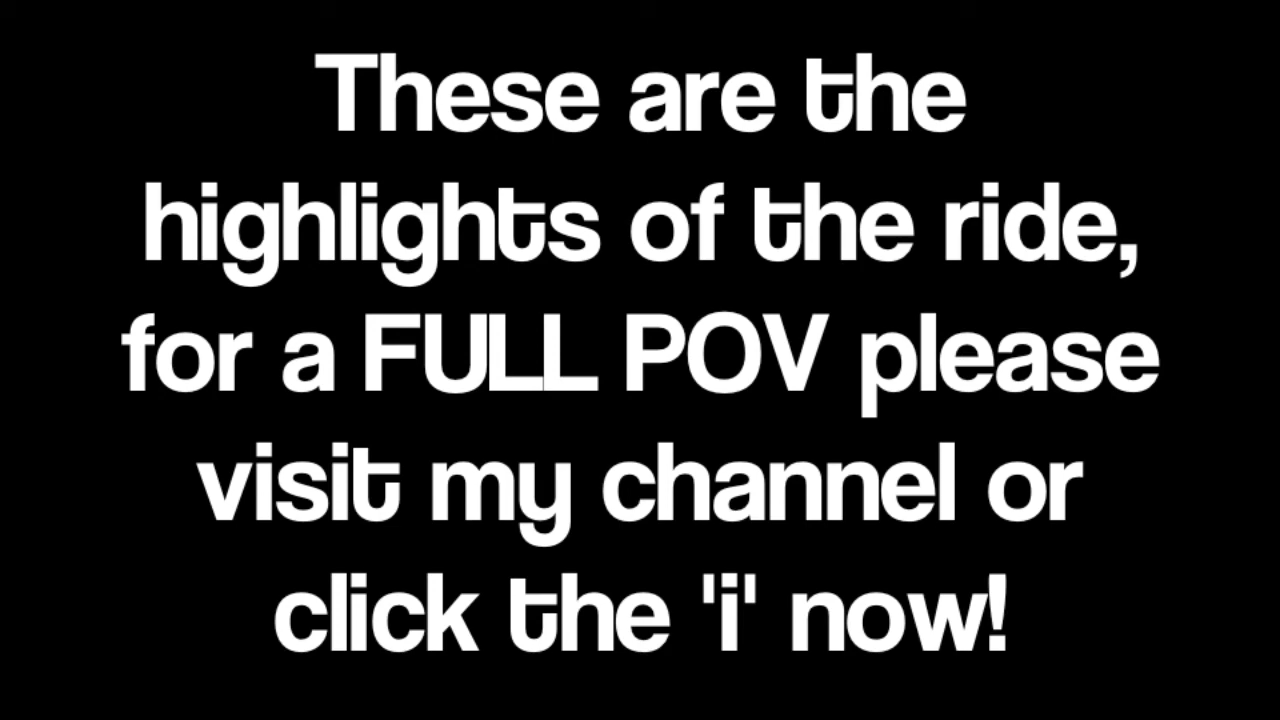 These are the
highlights of the ride,
for a FULL POV please
visit my channel or
click the 'i' now!